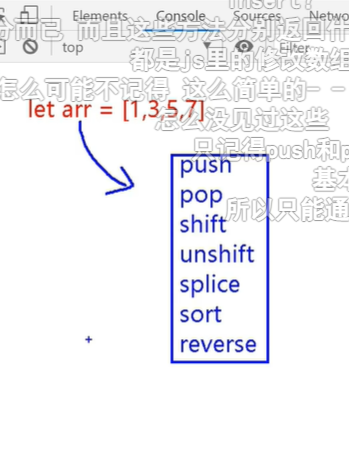 insert?
Elements Console Sources Netwo
分而已 而且这些方法分别返回什
top Filter
都是js里的修改数组
怎么可能不记得 这么简单的- -
let arr = [1,3,5,7]
怎么没见过这些
只记得push和p
push
基本
pop
所以只能通
shift
unshift
splice
sort
reverse